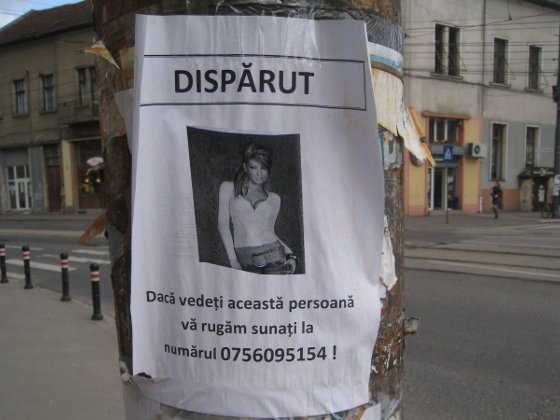 DISPĂRUT
Dacă vedeți această persoană
vă rugăm sunați la
numărul 0756095154 !